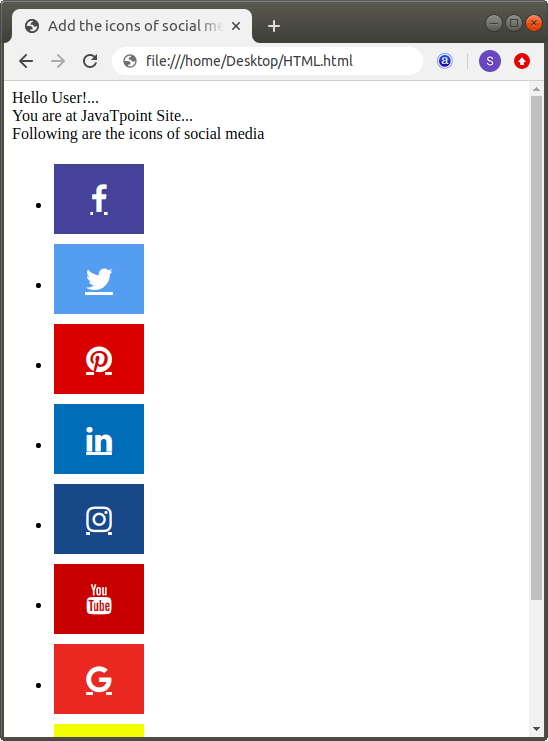 Add the icons of social me
file:///home/Desktop/HTML.html
a
S
Hello User!...
You are at JavaTpoint Site...
Following are the icons of social media
f
p
in
You
Tube
G